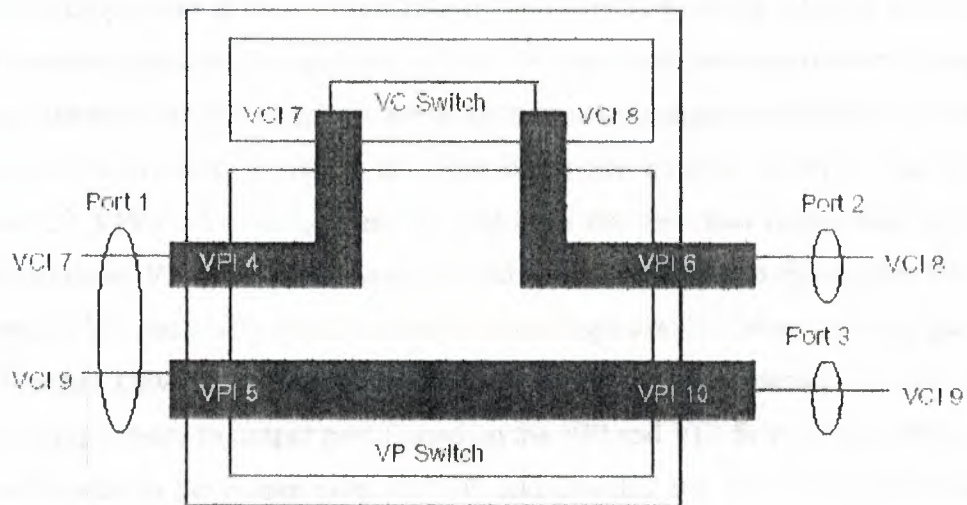 VC Switch
VCI 7 VCI 8
Port 1 Port 2
VCI 7 VPI 4 VPI 6 VCI 8
Port 3
VCI 9 VPI 5 VPI 10 VCI 9
VP Switch